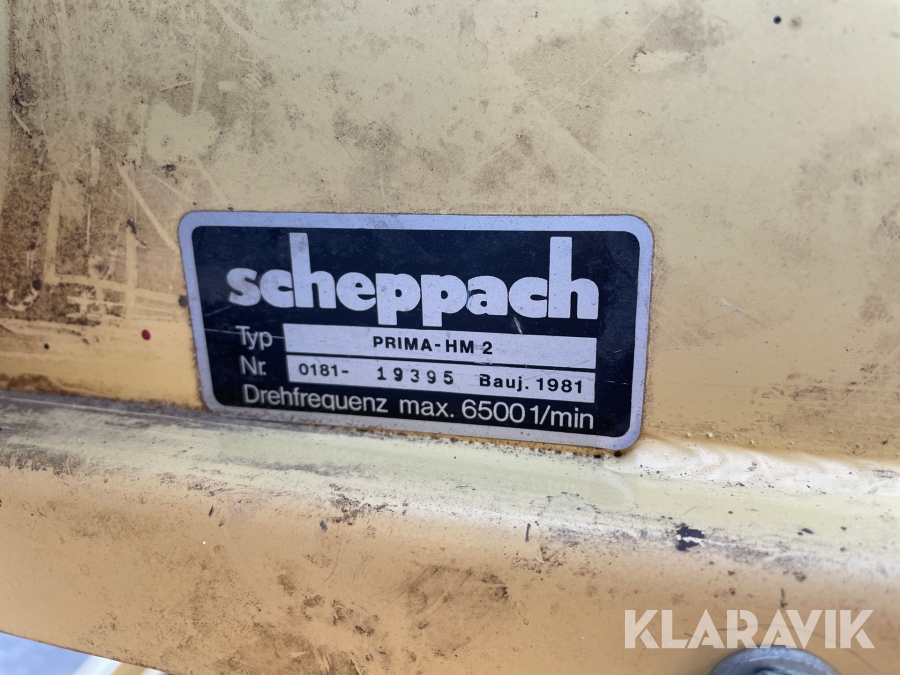 scheppach
Typ PRIMA-HM 2
Nr. 0181- 19395 Bauj. 1981
Drehfrequenz max. 6500 1/min
KLARAVIK